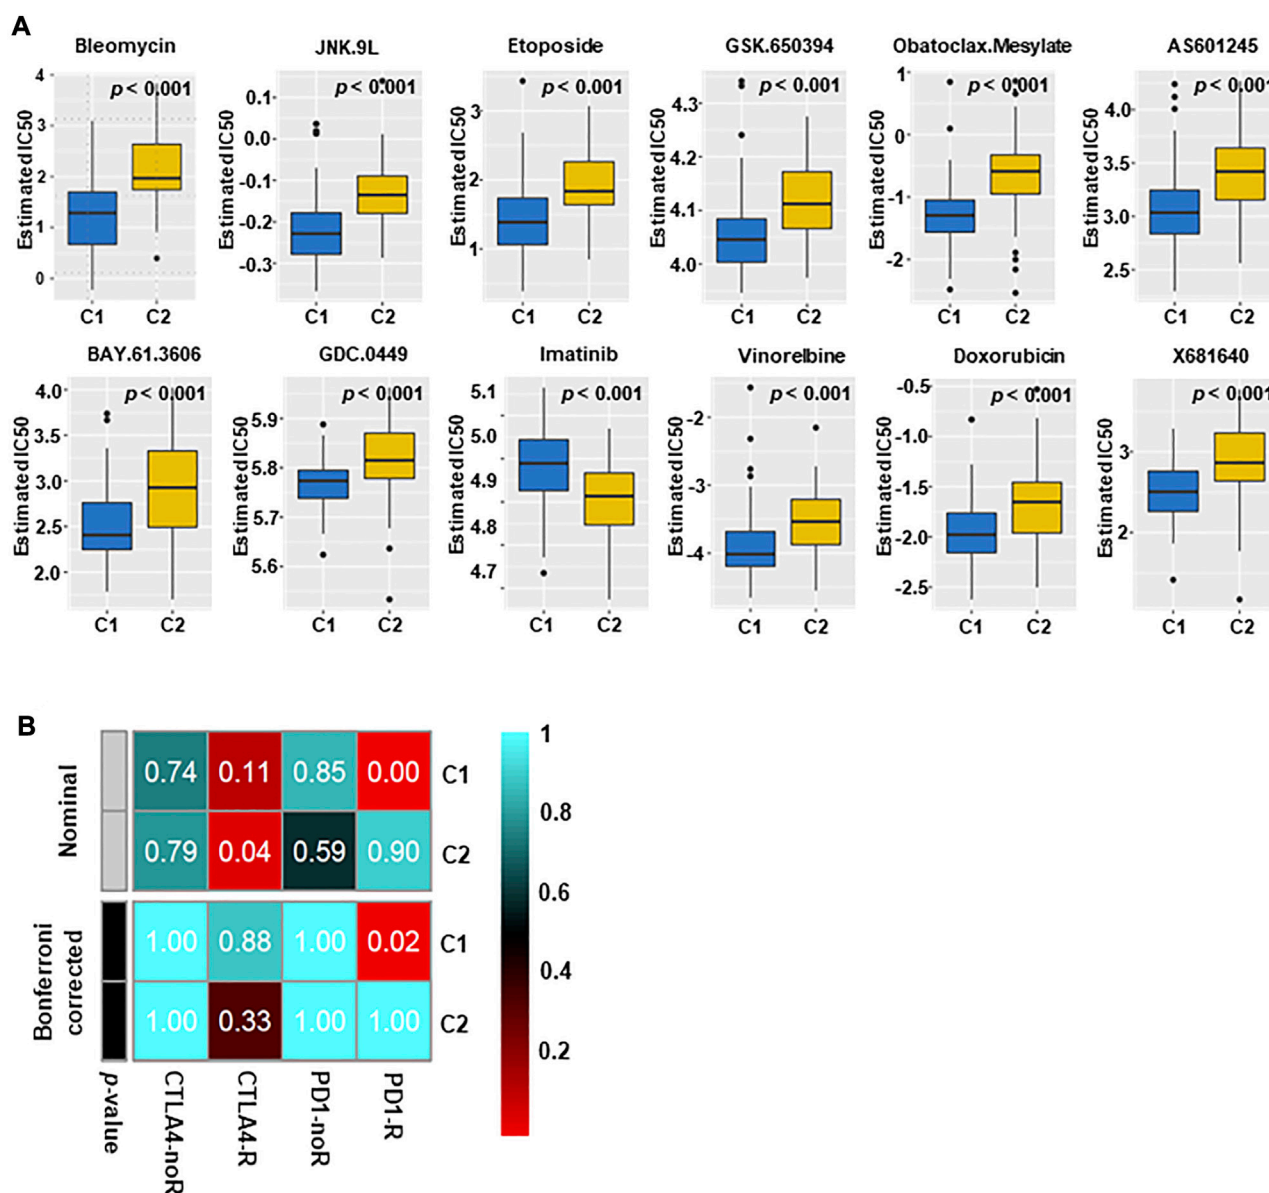 A
Bleomycin JNK.9L Etoposide GSK.650394 Obatoclax.Mesylate AS601245
p < 0.001 p < 0.001 p < 0.001 p < 0.001 p < 0.001 p < 0.001
Estimated IC50 Estimated IC50 Estimated IC50 Estimated IC50 Estimated IC50 Estimated IC50
4 3 2 1 0
0.1 0.0 -0.1 -0.2 -0.3
3 2 1
4.3 4.2 4.1 4.0
1 0 -1 -2
4.0 3.5 3.0 2.5
C1 C2 C1 C2 C1 C2 C1 C2 C1 C2 C1 C2
BAY.61.3606 GDC.0449 Imatinib Vinorelbine Doxorubicin X681640
p < 0.001 p < 0.001 p < 0.001 p < 0.001 p < 0.001 p < 0.001
Estimated IC50 Estimated IC50 Estimated IC50 Estimated IC50 Estimated IC50 Estimated IC50
4.0 3.5 3.0 2.5 2.0
5.9 5.8 5.7 5.6
5.1 5.0 4.9 4.8 4.7
-2 -3 -4
-0.5 -1.0 -1.5 -2.0 -2.5
3 2
C1 C2 C1 C2 C1 C2 C1 C2 C1 C2 C1 C2
B
Nominal
0.74 0.11 0.85 0.00 C1
0.79 0.04 0.59 0.90 C2
Bonferroni
corrected
1.00 0.88 1.00 0.02 C1
1.00 0.33 1.00 1.00 C2
p-value CTLA4-noR CTLA4-R PD1-noR PD1-R
1
0.8
0.6
0.4
0.2